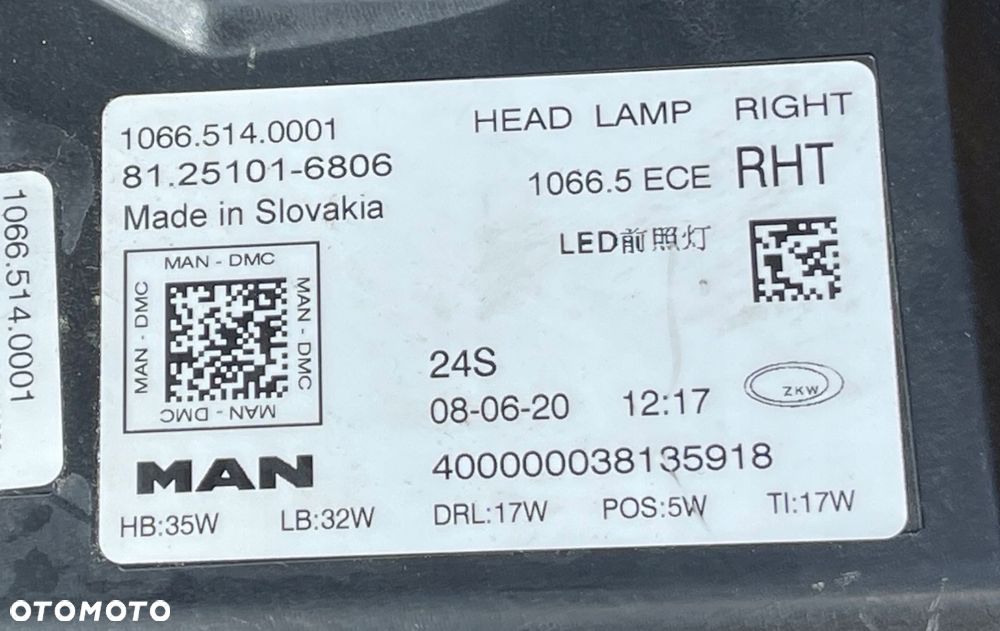 1066.514.0001
HEAD LAMP RIGHT
81.25101-6806
1066.5 ECE RHT
Made in Slovakia
LED前照灯
MAN - DMC
MAN - DMC
MAN - DMC
MAN - DMC
24S
08-06-20 12:17
ZKW
MAN
400000038135918
HB:35W LB:32W DRL:17W POS:5W TI:17W
1066.514.0001
OTOMOTO